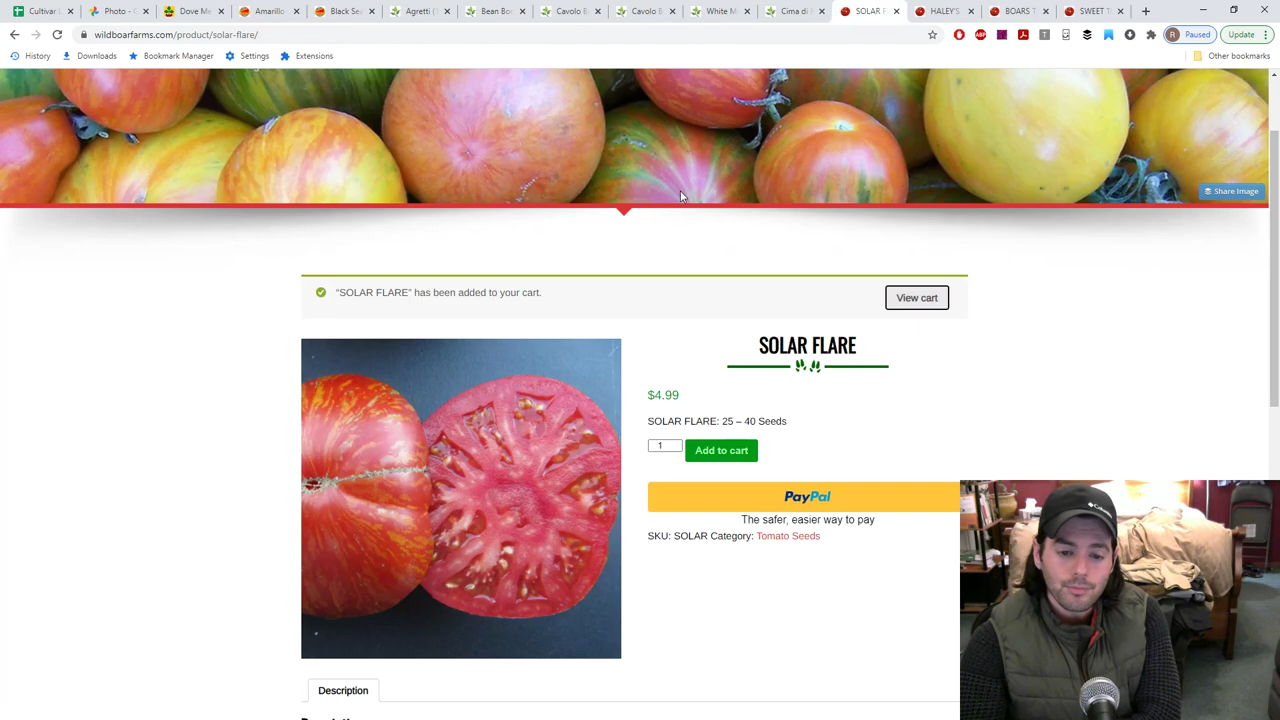 Cultivar L
Photo - G
Dove Me
Amarillo
Black Se
Agretti (
Bean Bo
Cavolo B
Cavolo B
White M
Cima di
SOLAR F
HALEY'S
BOARS T
SWEET T
wildboarfarms.com/product/solar-flare/
ABP
R Paused
Update
History
Downloads
Bookmark Manager
Settings
Extensions
Other bookmarks
Share Image
“SOLAR FLARE” has been added to your cart.
View cart
SOLAR FLARE
$4.99
SOLAR FLARE: 25 – 40 Seeds
1
Add to cart
PayPal
The safer, easier way to pay
SKU: SOLAR Category: Tomato Seeds
Columbia
Description